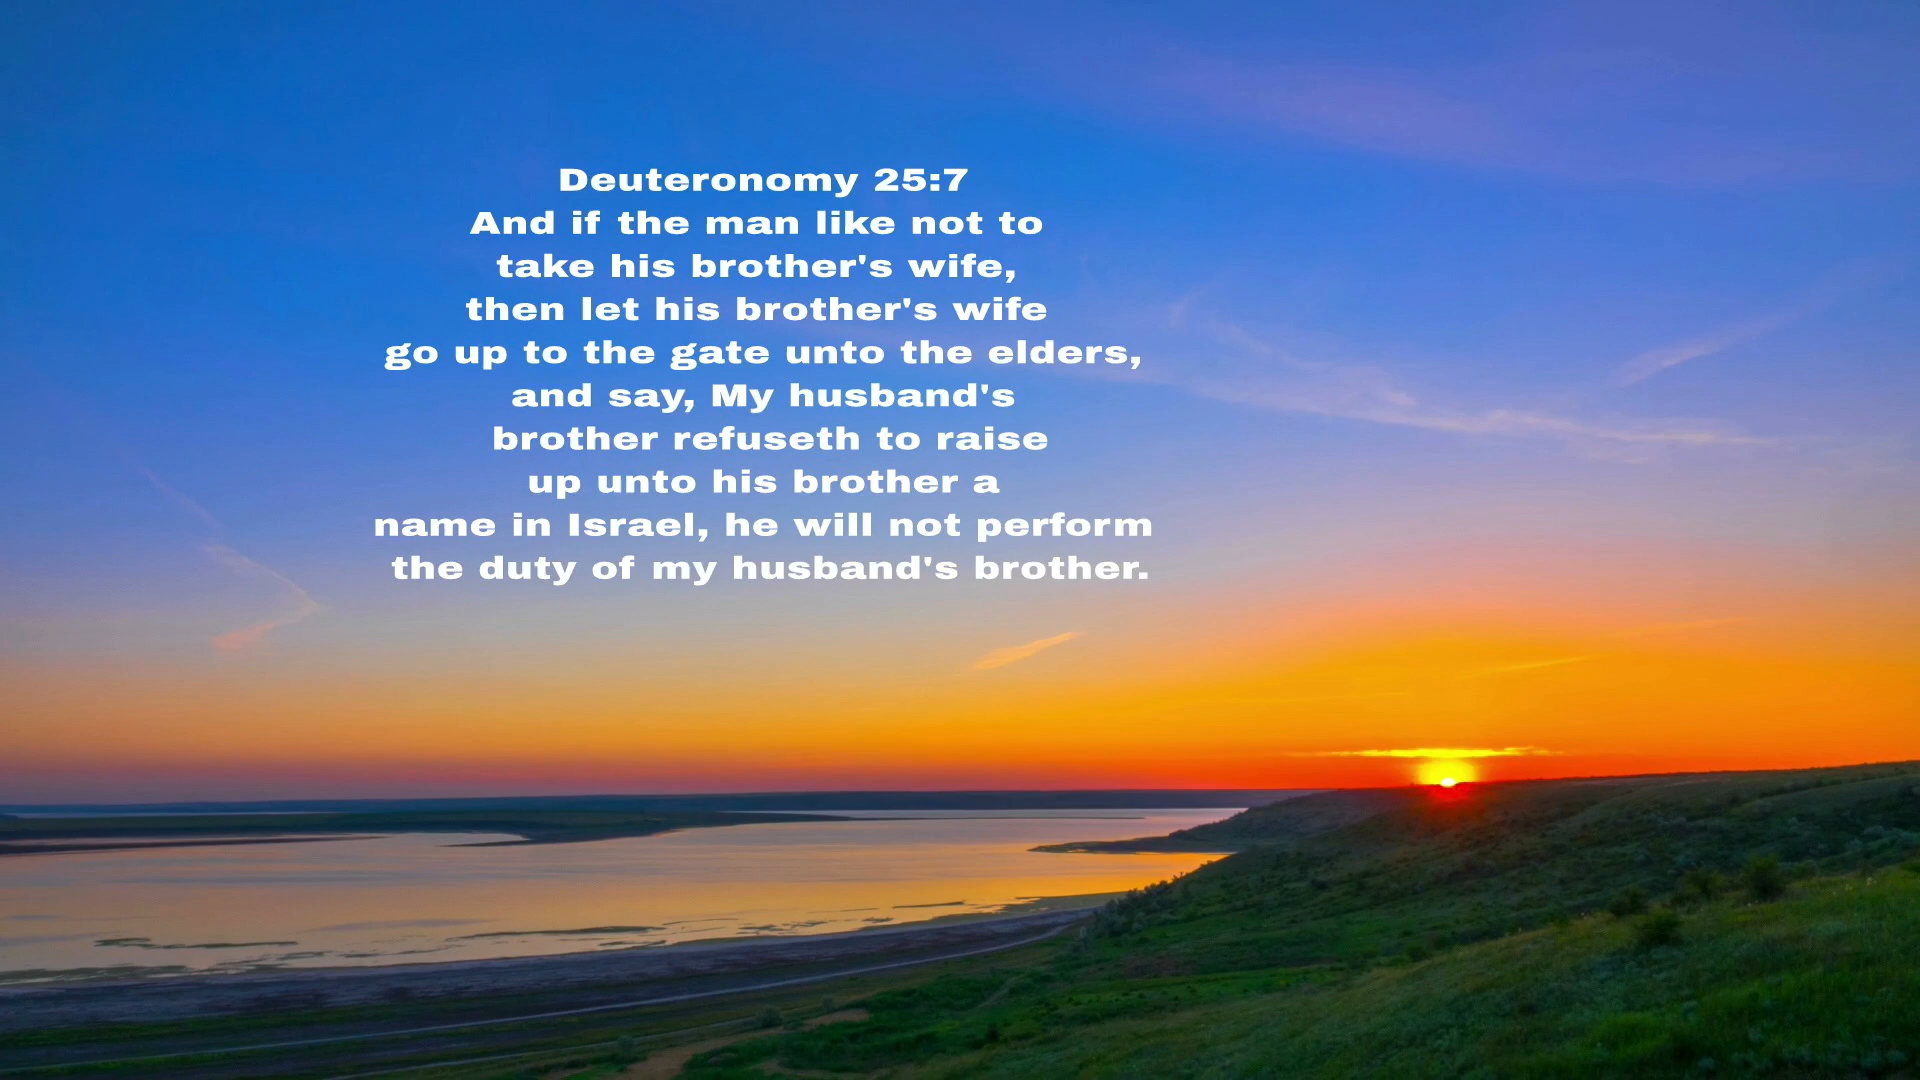 Deuteronomy 25:7
And if the man like not to
take his brother's wife,
then let his brother's wife
go up to the gate unto the elders,
and say, My husband's
brother refuseth to raise
up unto his brother a
name in Israel, he will not perform
the duty of my husband's brother.